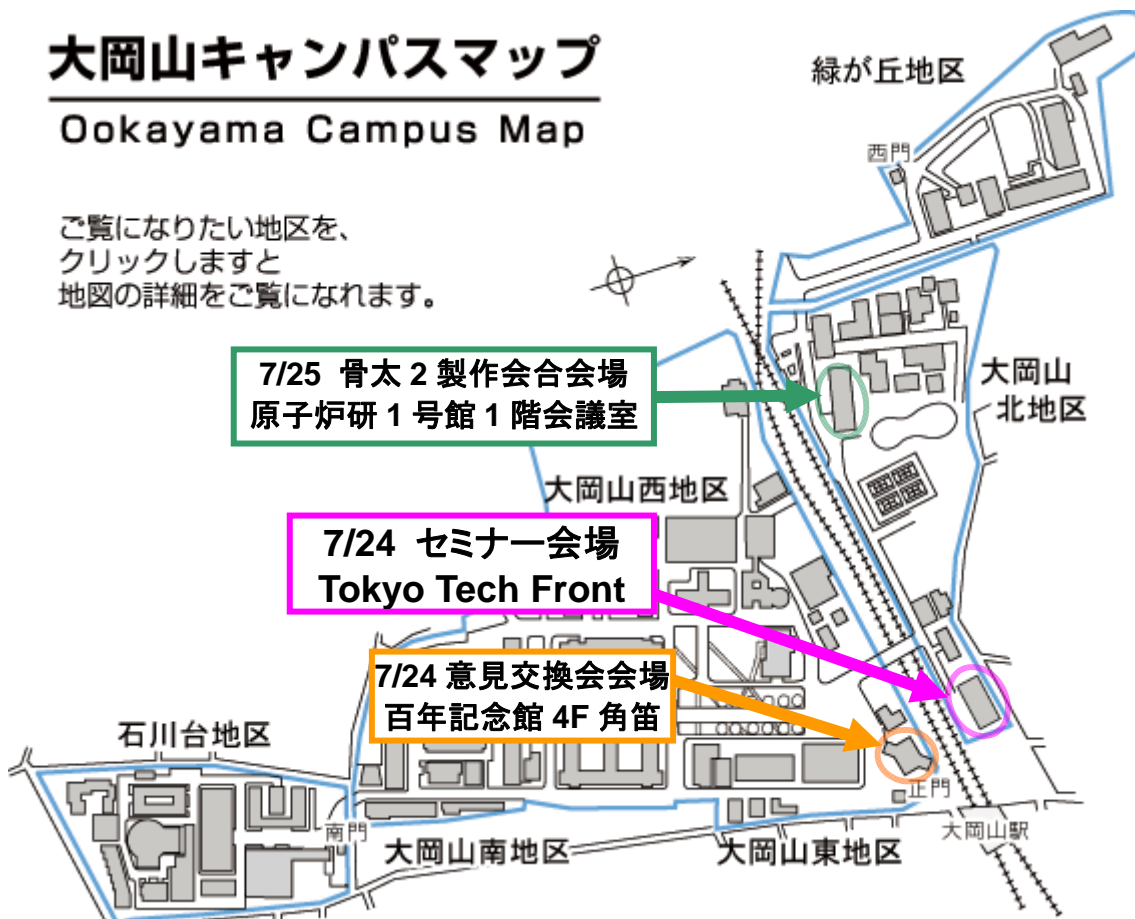 大岡山キャンパスマップ
Ookayama Campus Map
緑が丘地区
西門
ご覧になりたい地区を、
クリックしますと
地図の詳細をご覧になれます。
7/25 骨太 2 製作会合会場
原子炉研 1 号館 1 階会議室
大岡山
北地区
大岡山西地区
7/24 セミナー会場
Tokyo Tech Front
7/24 意見交換会会場
百年記念館 4F 角笛
石川台地区
正門
南門
大岡山駅
大岡山南地区
大岡山東地区